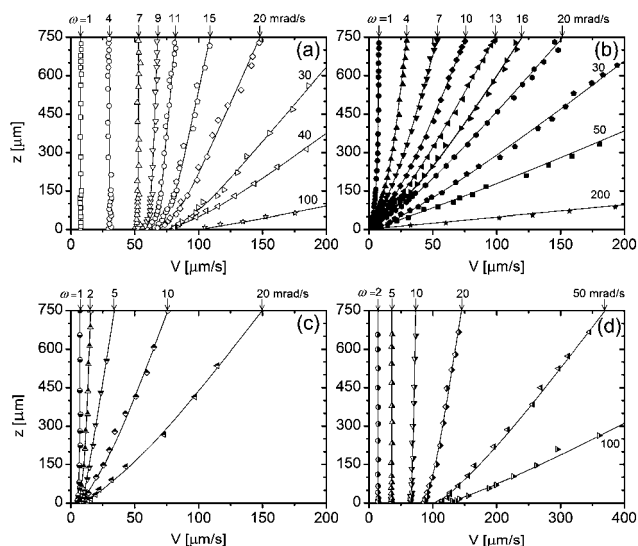 ω=1 4 7 9 11 15 20 mrad/s
ω=1 4 7 10 13 16 20 mrad/s
(a)
(b)
750
600
450
300
150
0
z [µm]
30
40
100
0 50 100 150 200
V [µm/s]
750
600
450
300
150
0
z [µm]
30
50
200
0 50 100 150 200
V [µm/s]
ω=1 2 5 10 20 mrad/s
ω=2 5 10 20 50 mrad/s
(c)
(d)
750
600
450
300
150
0
z [µm]
0 50 100 150 200
V [µm/s]
750
600
450
300
150
0
z [µm]
100
0 100 200 300 400
V [µm/s]